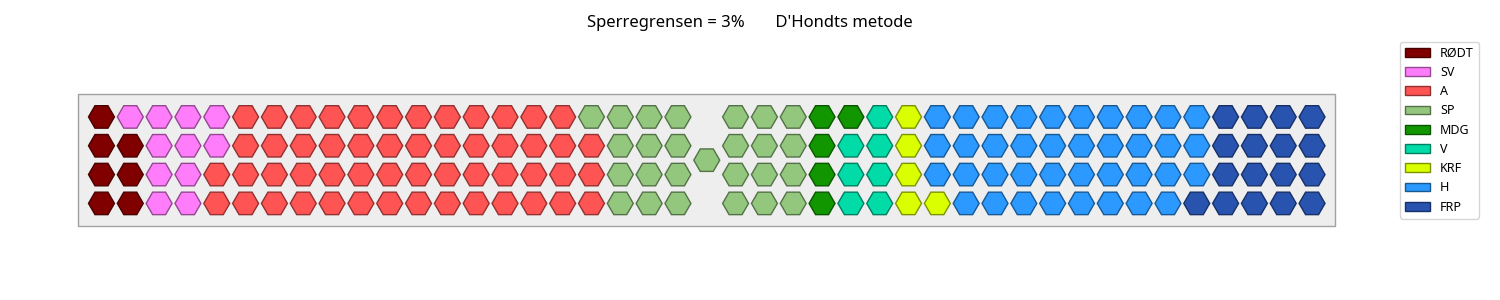 Sperregrensen = 3% D'Hondts metode
RØDT
SV
A
SP
MDG
V
KRF
H
FRP